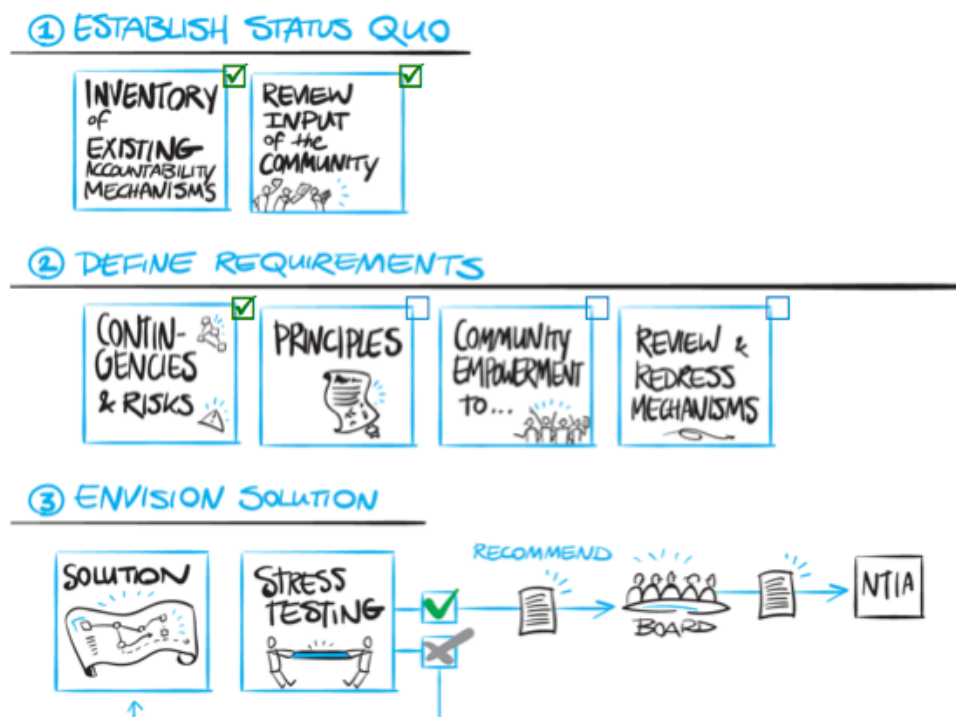 1 ESTABLISH STATUS QUO
INVENTORY
of
EXISTING
ACCOUNTABILITY
MECHANISMS
REVIEW
INPUT
of the
COMMUNITY
2 DEFINE REQUIREMENTS
CONTIN-
GENCIES
& RISKS
PRINCIPLES
COMMUNITY
EMPOWERMENT
TO...
REVIEW &
REDRESS
MECHANISMS
3 ENVISION SOLUTION
SOLUTION
STRESS
TESTING
RECOMMEND
BOARD
NTIA